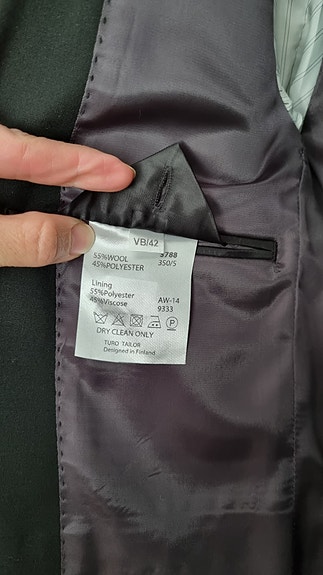 VB/42
3788
55%WOOL
45%POLYESTER 350/5
Lining
55%Polyester AW-14
45%Viscose 9333
P
DRY CLEAN ONLY
TURO TAILOR
Designed in Finland